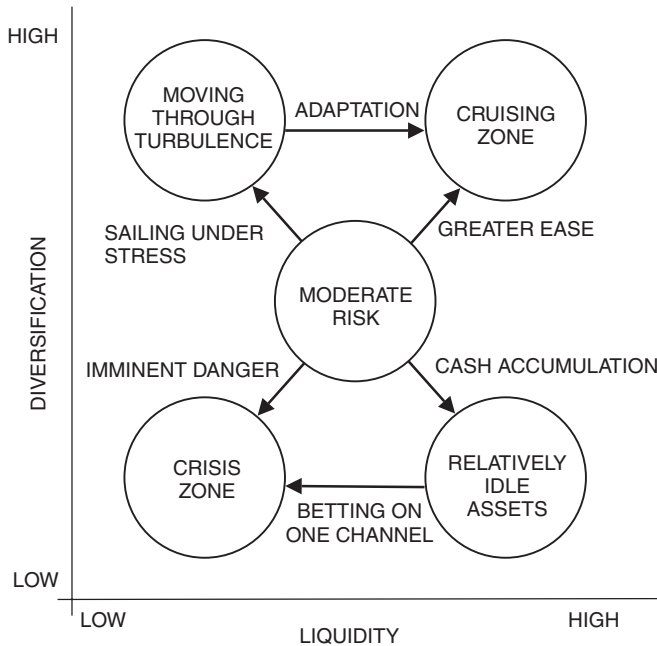 HIGH
MOVING
THROUGH
TURBULENCE
ADAPTATION
CRUISING
ZONE
SAILING UNDER
STRESS
GREATER EASE
MODERATE
RISK
DIVERSIFICATION
IMMINENT DANGER
CASH ACCUMULATION
CRISIS
ZONE
RELATIVELY
IDLE
ASSETS
BETTING ON
ONE CHANNEL
LOW
LOW
LIQUIDITY
HIGH